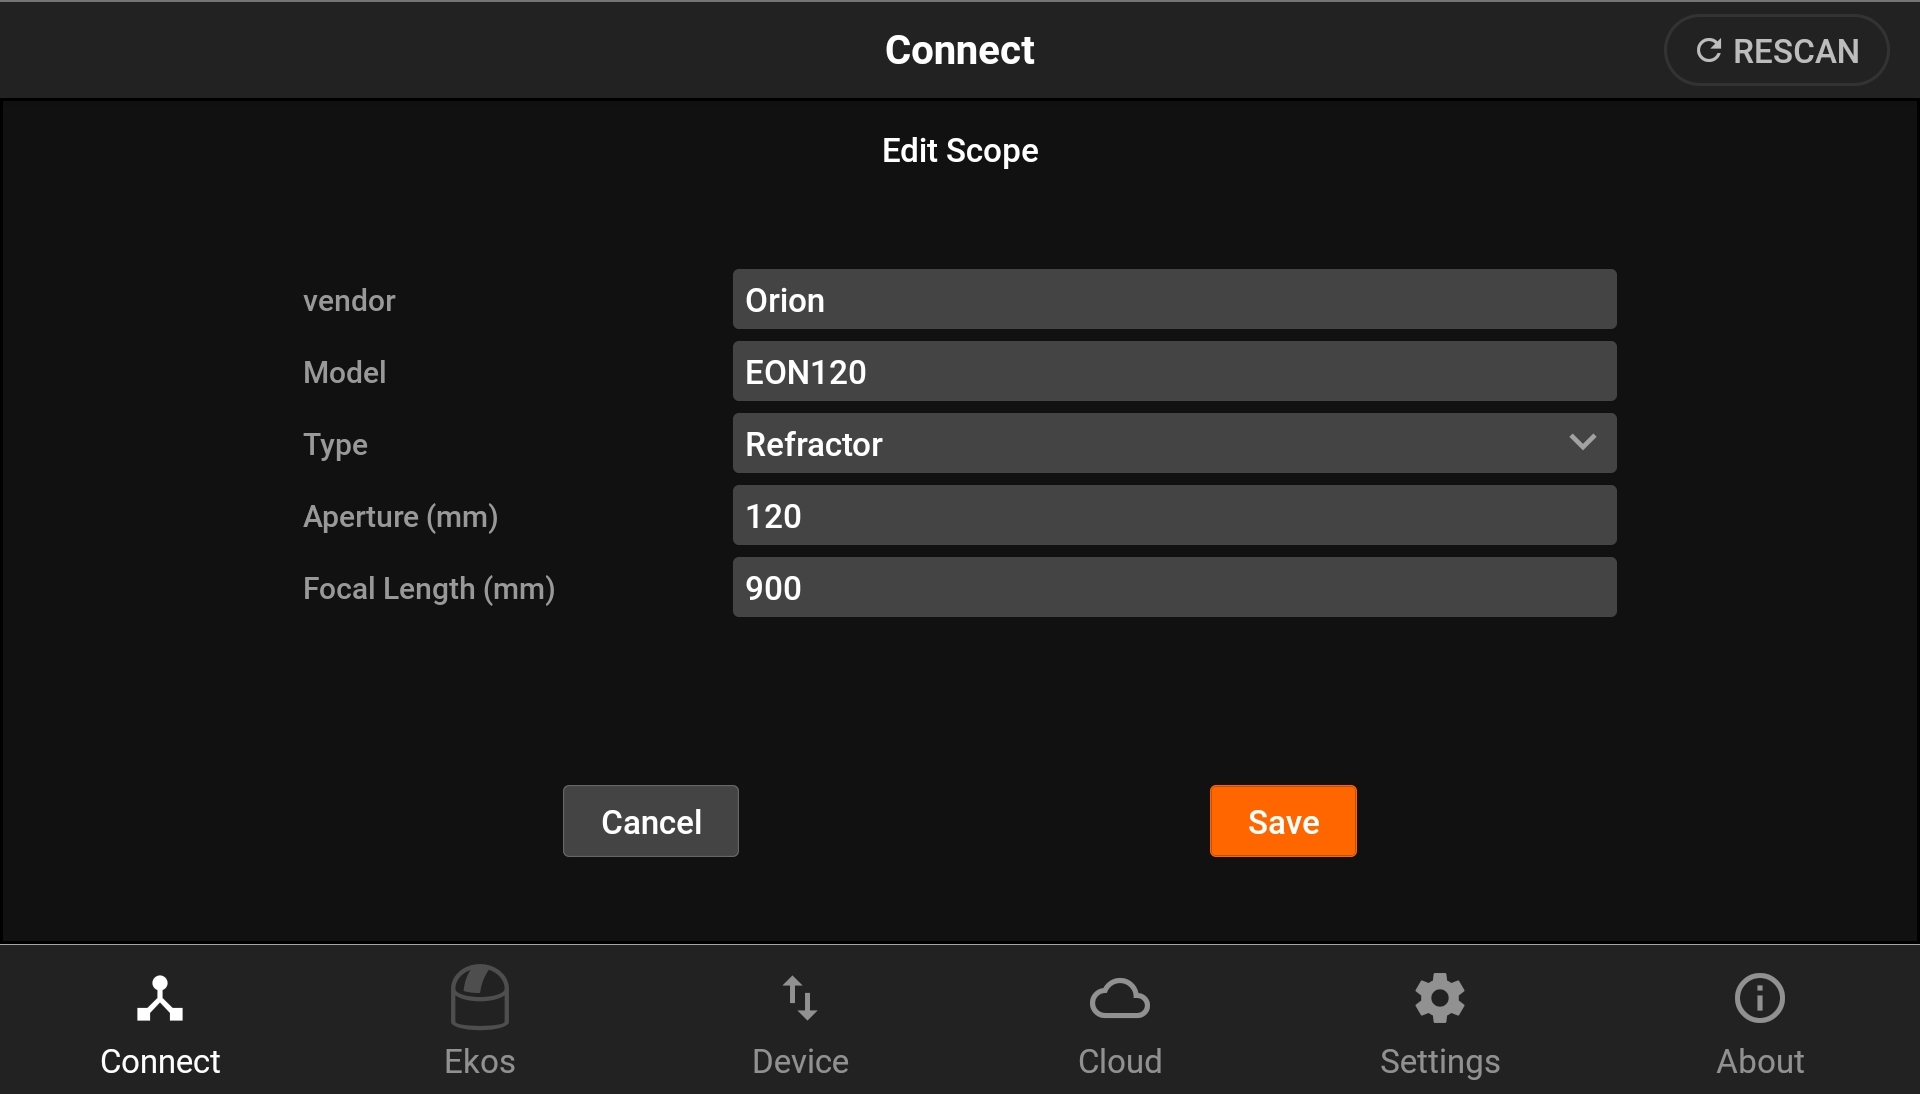 Connect
RESCAN
Edit Scope
vendor
Orion
Model
EON120
Type
Refractor
Aperture (mm)
120
Focal Length (mm)
900
Cancel
Save
Connect
Ekos
Device
Cloud
Settings
About